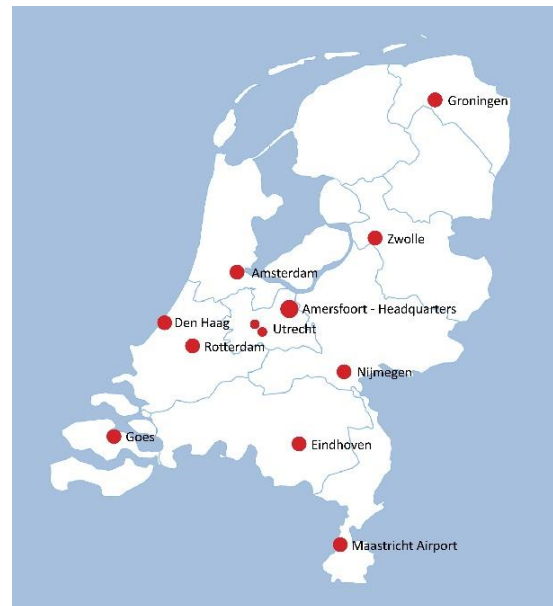 Groningen
Zwolle
Amsterdam
Amersfoort - Headquarters
Den Haag
Utrecht
Rotterdam
Nijmegen
Goes
Eindhoven
Maastricht Airport